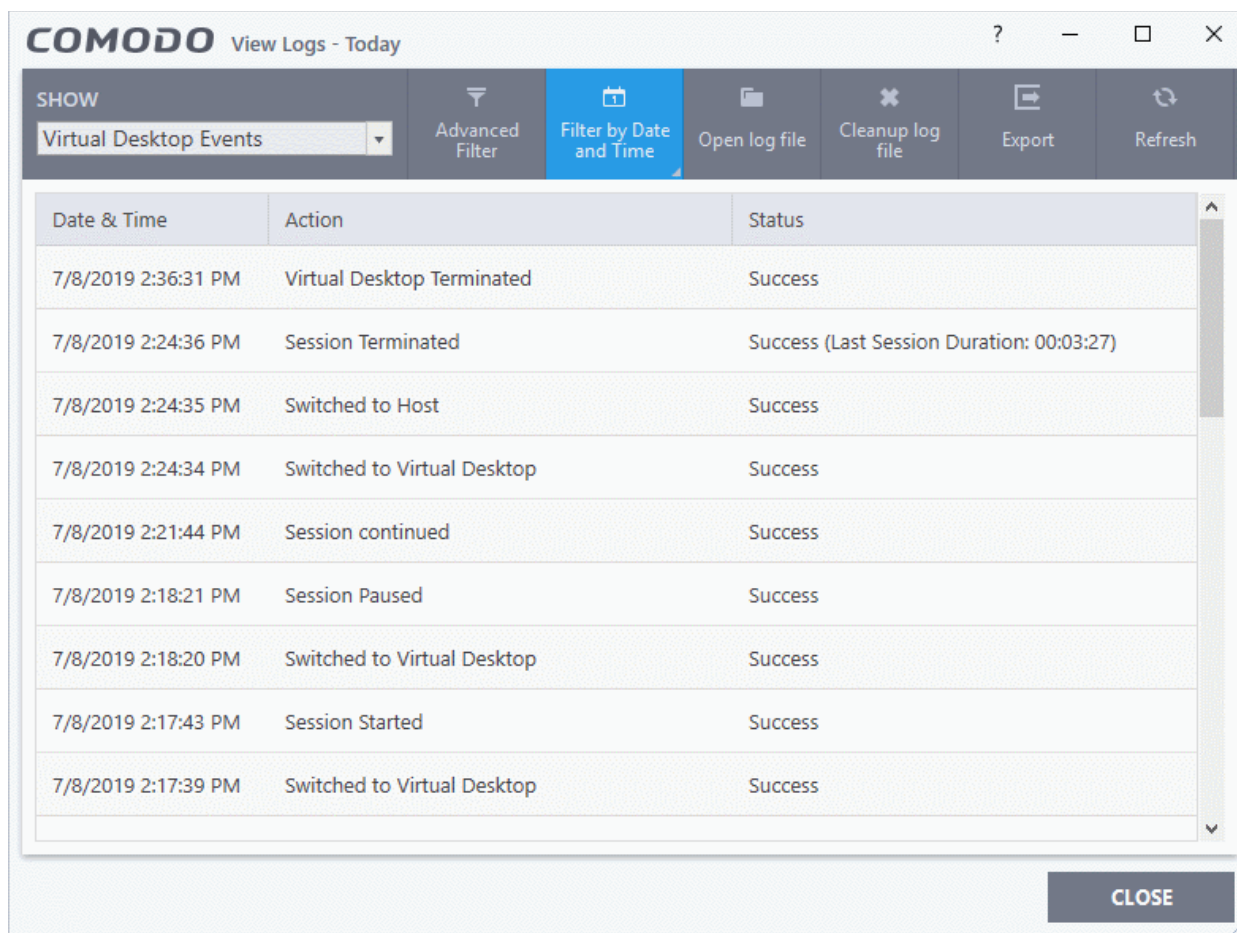 COMODO View Logs - Today ?
SHOW
Virtual Desktop Events
Advanced
Filter
Filter by Date
and Time
Open log file
Cleanup log
file
Export
Refresh
Date & Time Action Status
7/8/2019 2:36:31 PM Virtual Desktop Terminated Success
7/8/2019 2:24:36 PM Session Terminated Success (Last Session Duration: 00:03:27)
7/8/2019 2:24:35 PM Switched to Host Success
7/8/2019 2:24:34 PM Switched to Virtual Desktop Success
7/8/2019 2:21:44 PM Session continued Success
7/8/2019 2:18:21 PM Session Paused Success
7/8/2019 2:18:20 PM Switched to Virtual Desktop Success
7/8/2019 2:17:43 PM Session Started Success
7/8/2019 2:17:39 PM Switched to Virtual Desktop Success
CLOSE